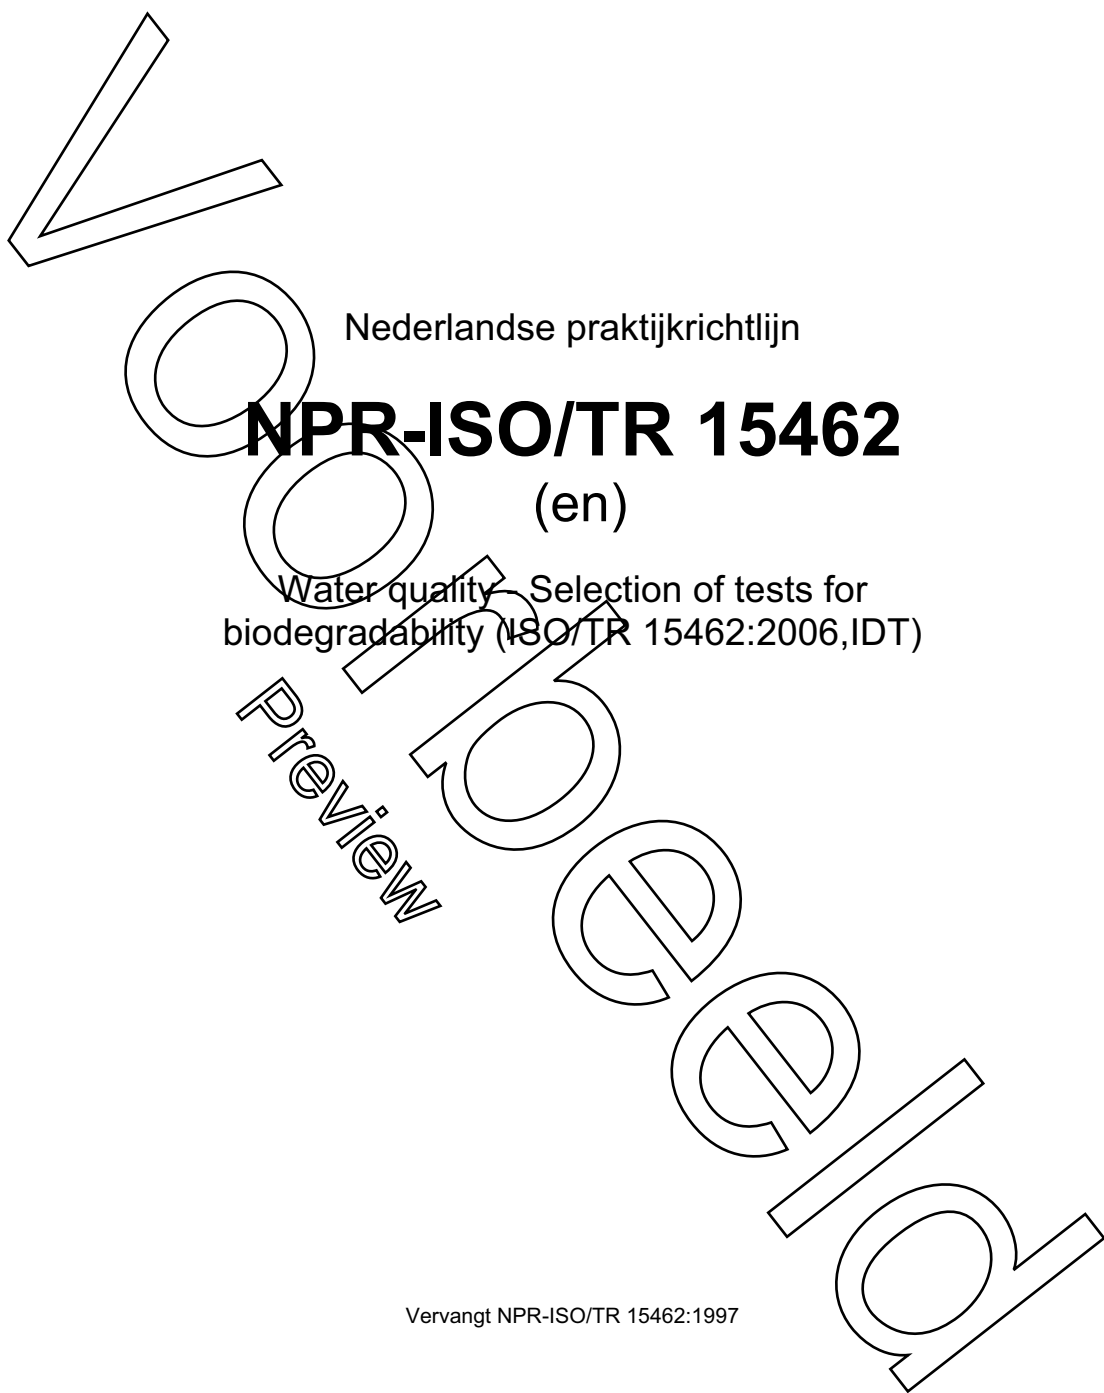 Nederlandse praktijkrichtlijn
NPR-ISO/TR 15462
(en)
Water quality - Selection of tests for
biodegradability (ISO/TR 15462:2006,IDT)
Voorbeeld
Preview
Vervangt NPR-ISO/TR 15462:1997